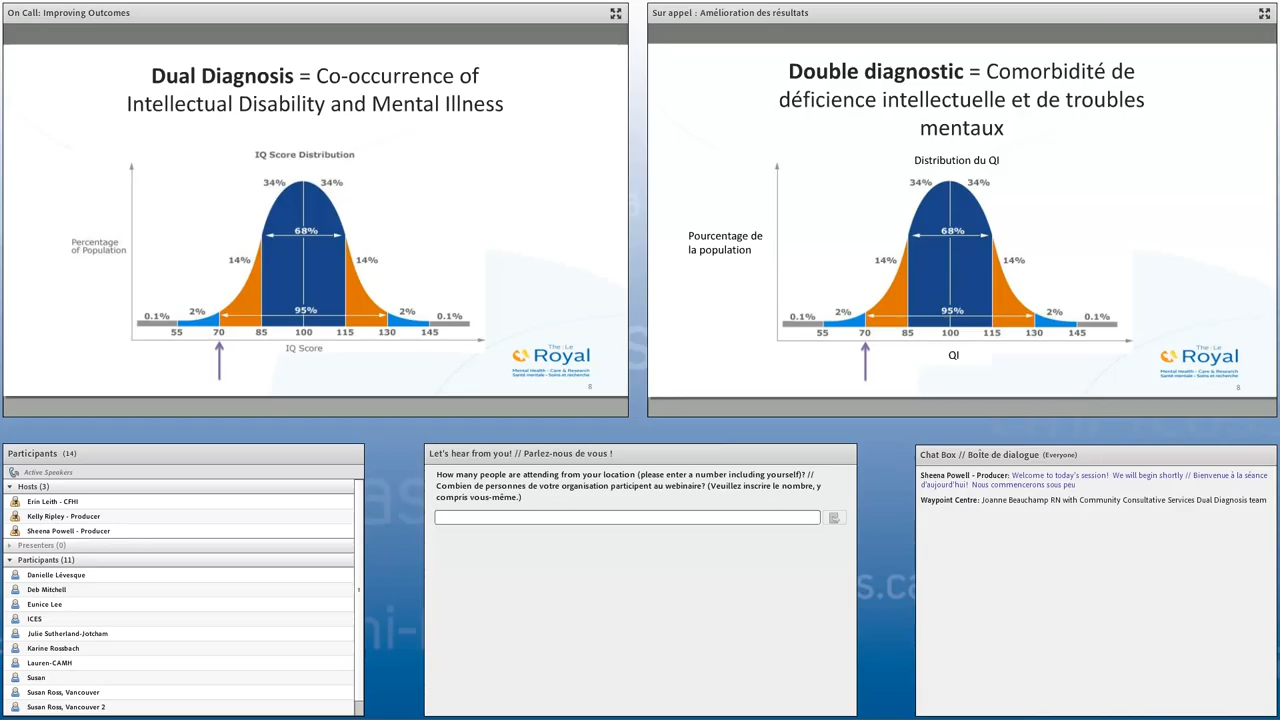 On Call: Improving Outcomes
Dual Diagnosis = Co-occurrence of
Intellectual Disability and Mental Illness
IQ Score Distribution
34% 34%
68%
Percentage
of Population
14% 14%
95%
0.1% 2% 2% 0.1%
55 70 85 100 115 130 145
IQ Score
The Le
Royal
Mental Health - Care & Research
Santé mentale - Soins et recherche
8
Sur appel : Amélioration des résultats
Double diagnostic = Comorbidité de
déficience intellectuelle et de troubles
mentaux
Distribution du QI
34% 34%
68%
Pourcentage de
la population
14% 14%
95%
0.1% 2% 2% 0.1%
55 70 85 100 115 130 145
QI
The Le
Royal
Mental Health - Care & Research
Santé mentale - Soins et recherche
8
Participants (14)
Active Speakers
Hosts (3)
Erin Leith - CFHI
Kelly Ripley - Producer
Sheena Powell - Producer
Presenters (0)
Participants (11)
Danielle Lévesque
Deb Mitchell
Eunice Lee
ICES
Julie Sutherland-Jotcham
Karine Rossbach
Lauren-CAMH
Susan
Susan Ross, Vancouver
Susan Ross, Vancouver 2
Let's hear from you! // Parlez-nous de vous !
How many people are attending from your location (please enter a number including yourself)? //
Combien de personnes de votre organisation participent au webinaire? (Veuillez inscrire le nombre, y
compris vous-même.)
Chat Box // Boîte de dialogue (Everyone)
Sheena Powell - Producer: Welcome to today's session! We will begin shortly // Bienvenue à la séance
d'aujourd'hui! Nous commencerons sous peu
Waypoint Centre: Joanne Beauchamp RN with Community Consultative Services Dual Diagnosis team